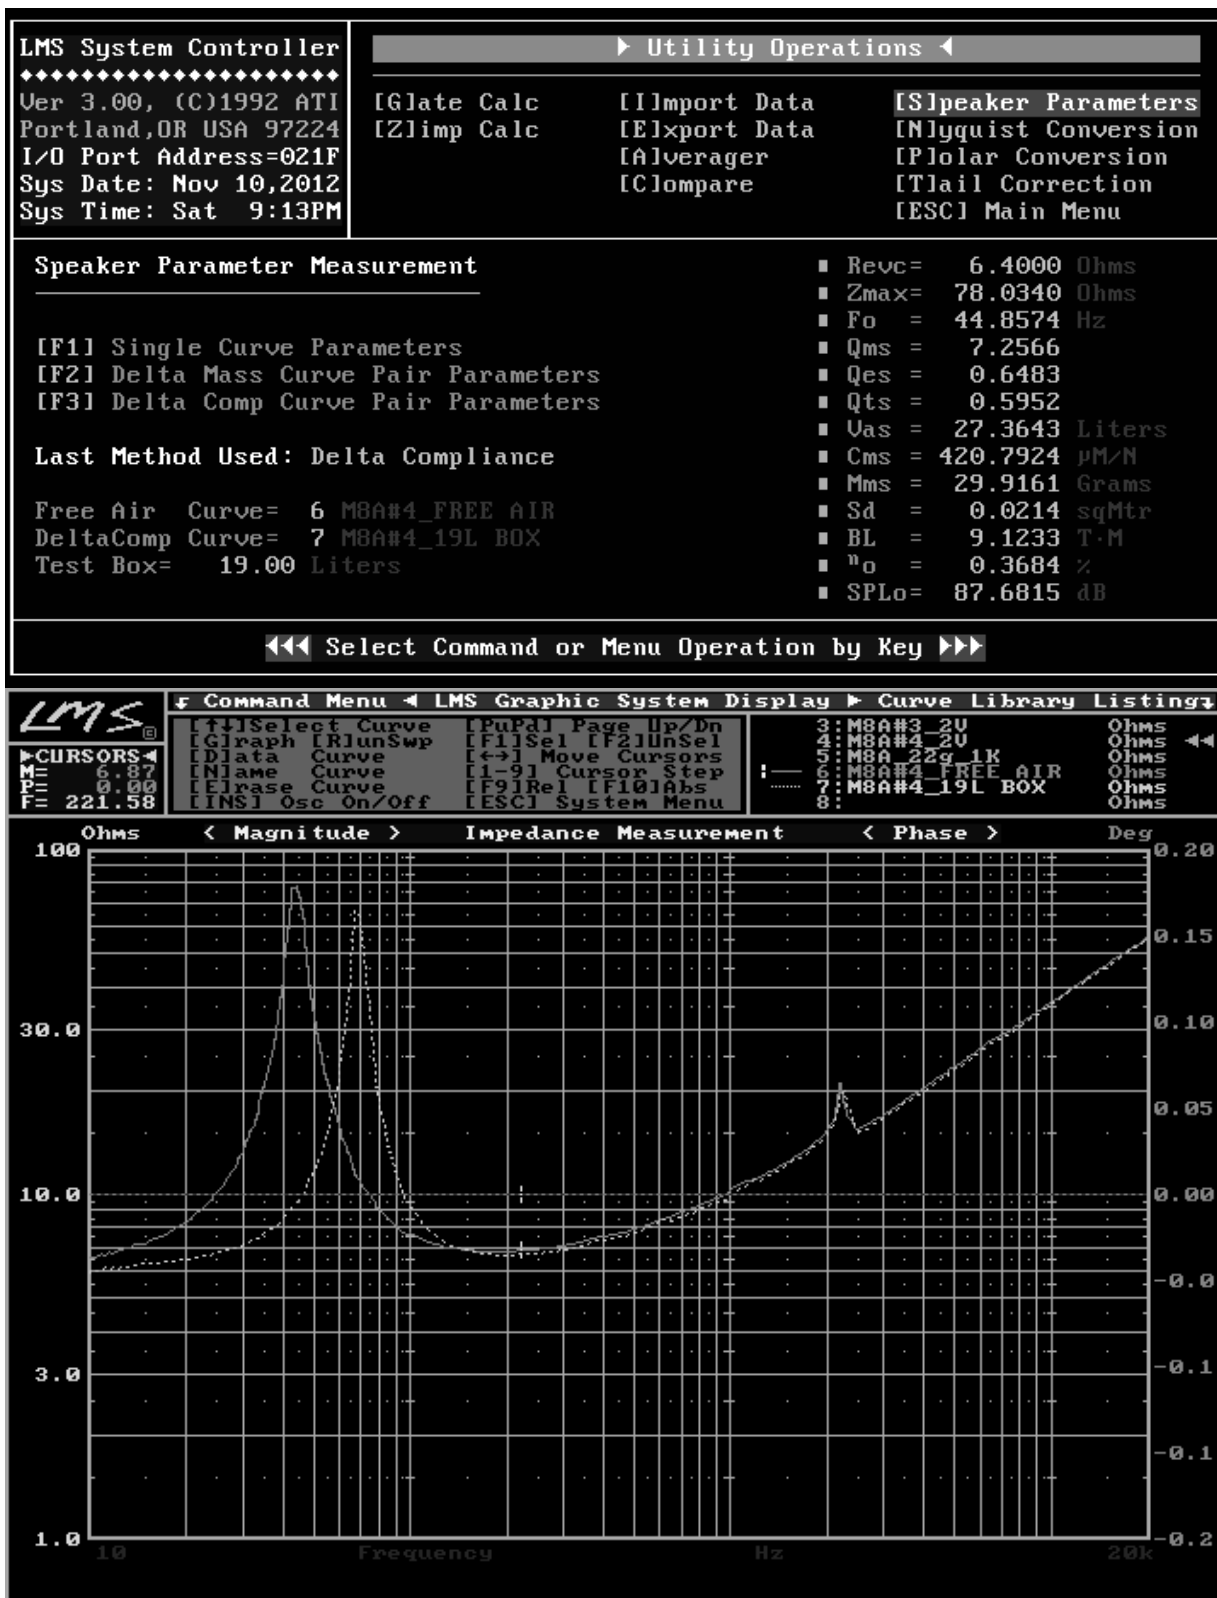 LMS System Controller
Ver 3.00, (C)1992 ATI
Portland,OR USA 97224
I/O Port Address=021F
Sys Date: Nov 10,2012
Sys Time: Sat 9:13PM
▶ Utility Operations ◀
[G]ate Calc [I]mport Data [S]peaker Parameters
[Z]imp Calc [E]xport Data [N]yquist Conversion
[A]verager [P]olar Conversion
[C]ompare [T]ail Correction
[ESC] Main Menu
Speaker Parameter Measurement
[F1] Single Curve Parameters
[F2] Delta Mass Curve Pair Parameters
[F3] Delta Comp Curve Pair Parameters
Last Method Used: Delta Compliance
Free Air Curve= 6 M8A#4_FREE AIR
DeltaComp Curve= 7 M8A#4_19L BOX
Test Box= 19.00 Liters
Revc= 6.4000 Ohms
Zmax= 78.0340 Ohms
Fo = 44.8574 Hz
Qms = 7.2566
Qes = 0.6483
Qts = 0.5952
Vas = 27.3643 Liters
Cms = 420.7924 µM/N
Mms = 29.9161 Grams
Sd = 0.0214 sqMtr
BL = 9.1233 T·M
ⁿo = 0.3684 %
SPLo= 87.6815 dB
◀◀◀ Select Command or Menu Operation by Key ▶▶▶
LMS©
▶CURSORS◀
M= 6.87
P= 0.00
F= 221.58
Command Menu ◀ LMS Graphic System Display ▶ Curve Library Listing
[↑↓]Select Curve [PuPd] Page Up/Dn
[G]raph [R]unSwp [F1]Sel [F2]UnSel
[D]ata Curve [←→] Move Cursors
[N]ame Curve [1-9] Cursor Step
[E]rase Curve [F9]Rel [F10]Abs
[INS] Osc On/Off [ESC] System Menu
3:M8A#3_2V Ohms
4:M8A#4_2V Ohms ◀◀
5:M8A_22g_1K Ohms
6:M8A#4_FREE AIR Ohms
7:M8A#4_19L BOX Ohms
8: Ohms
Ohms < Magnitude > Impedance Measurement < Phase > Deg
100
30.0
10.0
3.0
1.0
0.20
0.15
0.10
0.05
0.00
-0.0
-0.1
-0.1
-0.2
10 Frequency Hz 20k